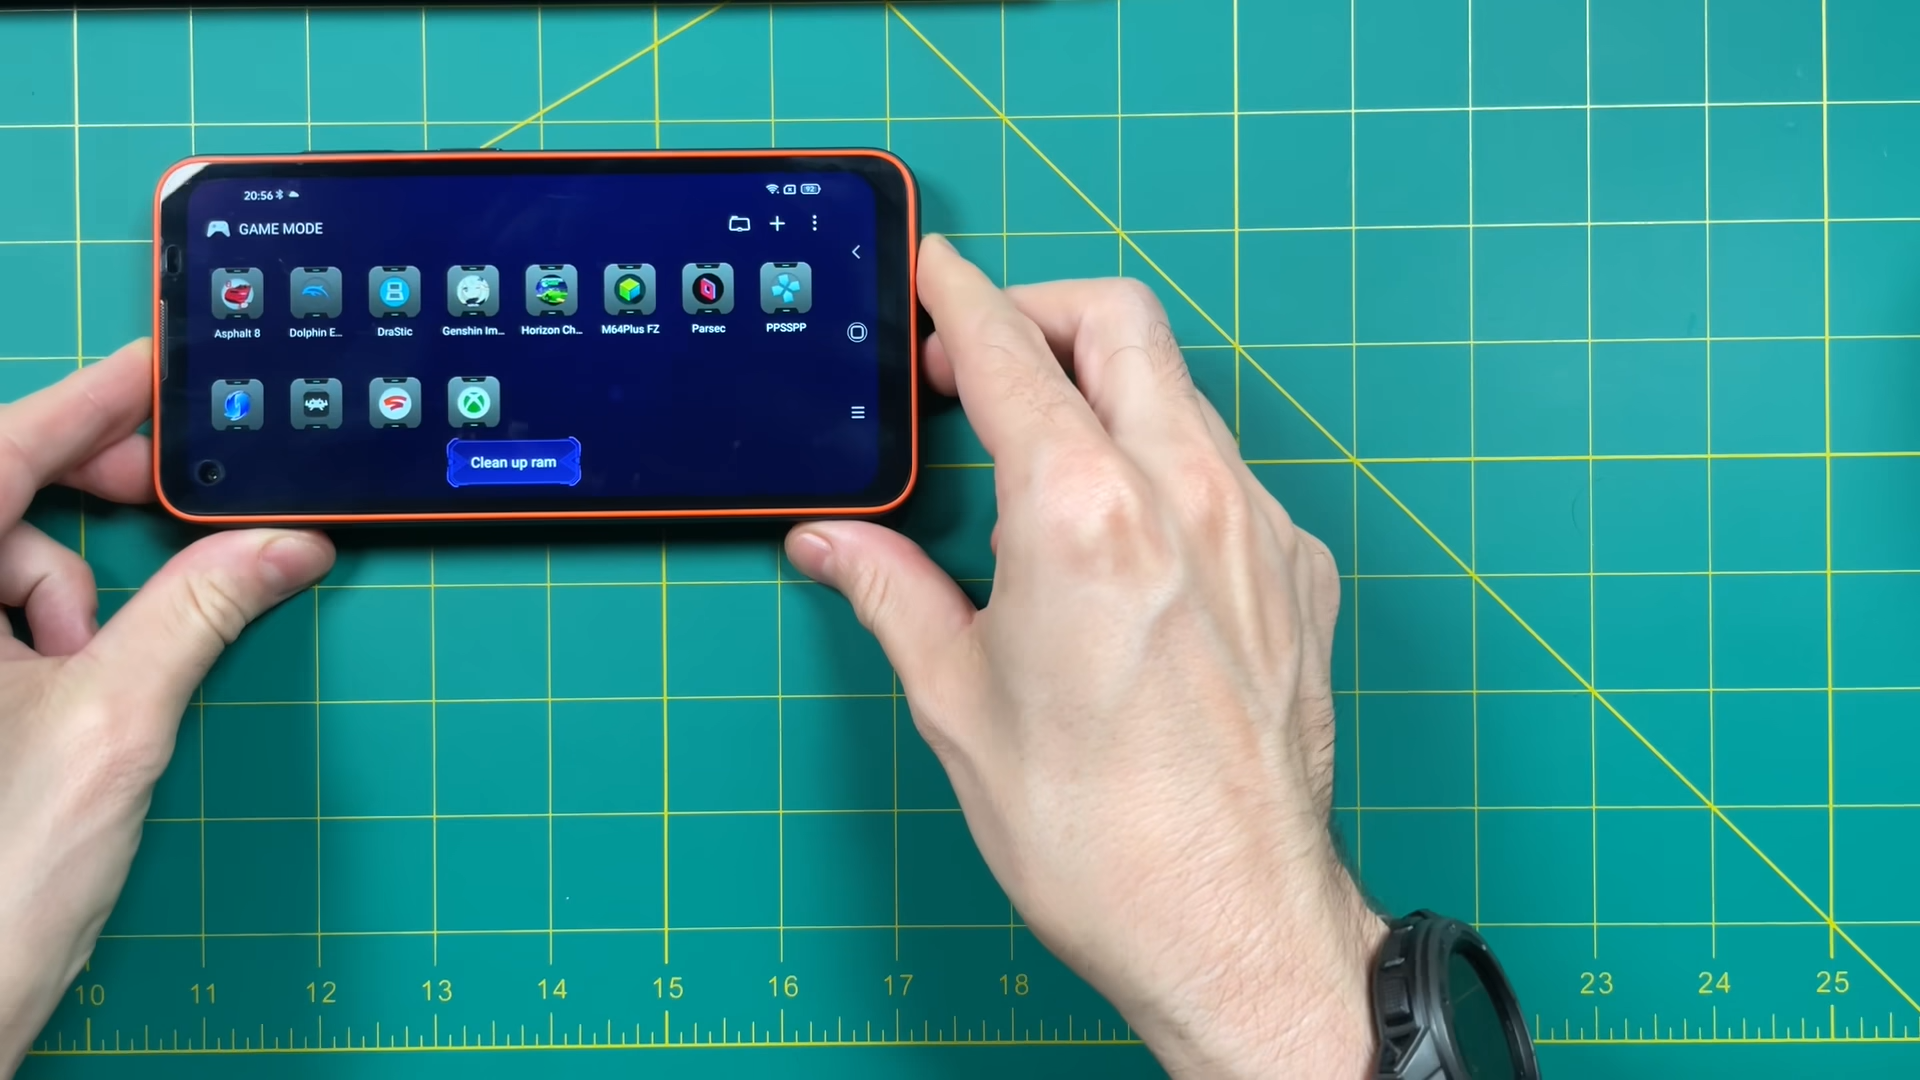 20:56
92
GAME MODE
Asphalt 8
Dolphin E...
DraStic
Genshin Im...
Horizon Ch...
M64Plus FZ
Parsec
PPSSPP
Clean up ram
10 11 12 13 14 15 16 17 18 23 24 25